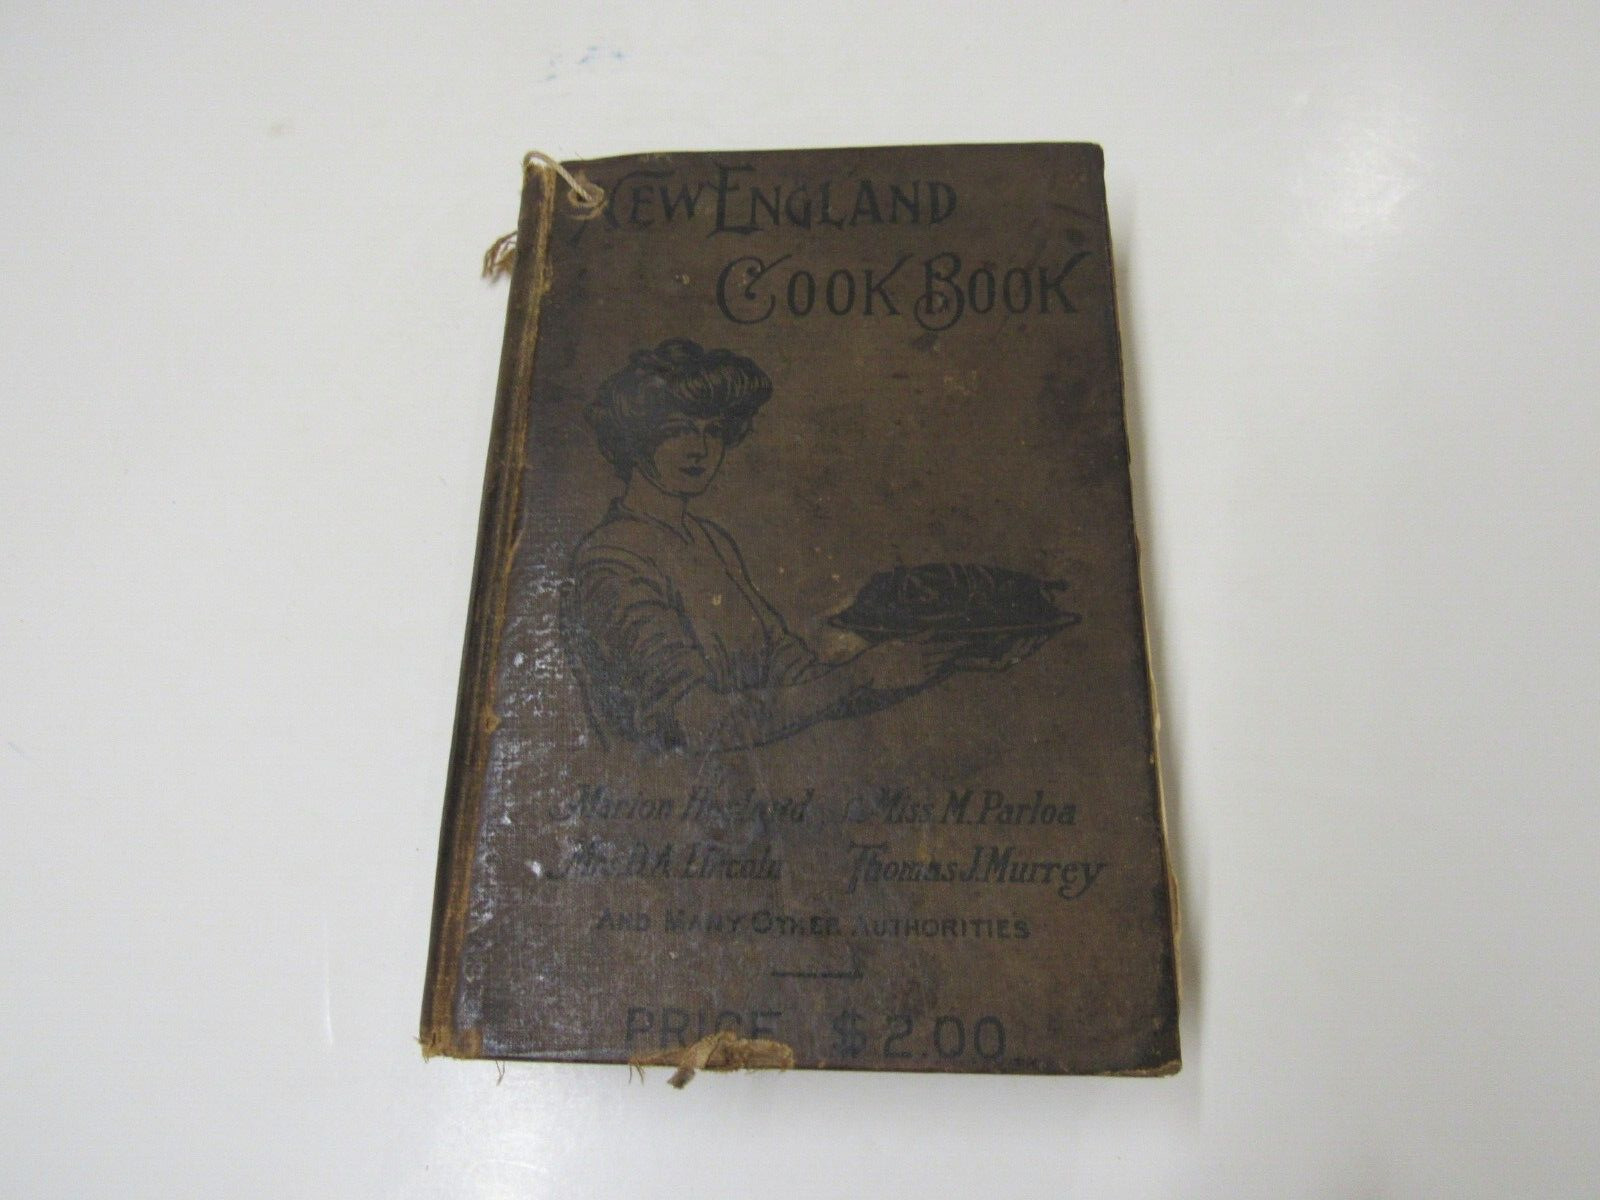 New England
Cook Book
Marion Harland Miss M. Parloa
Mrs. D. A. Lincoln Thomas J. Murrey
And Many Other Authorities
PRICE $2.00